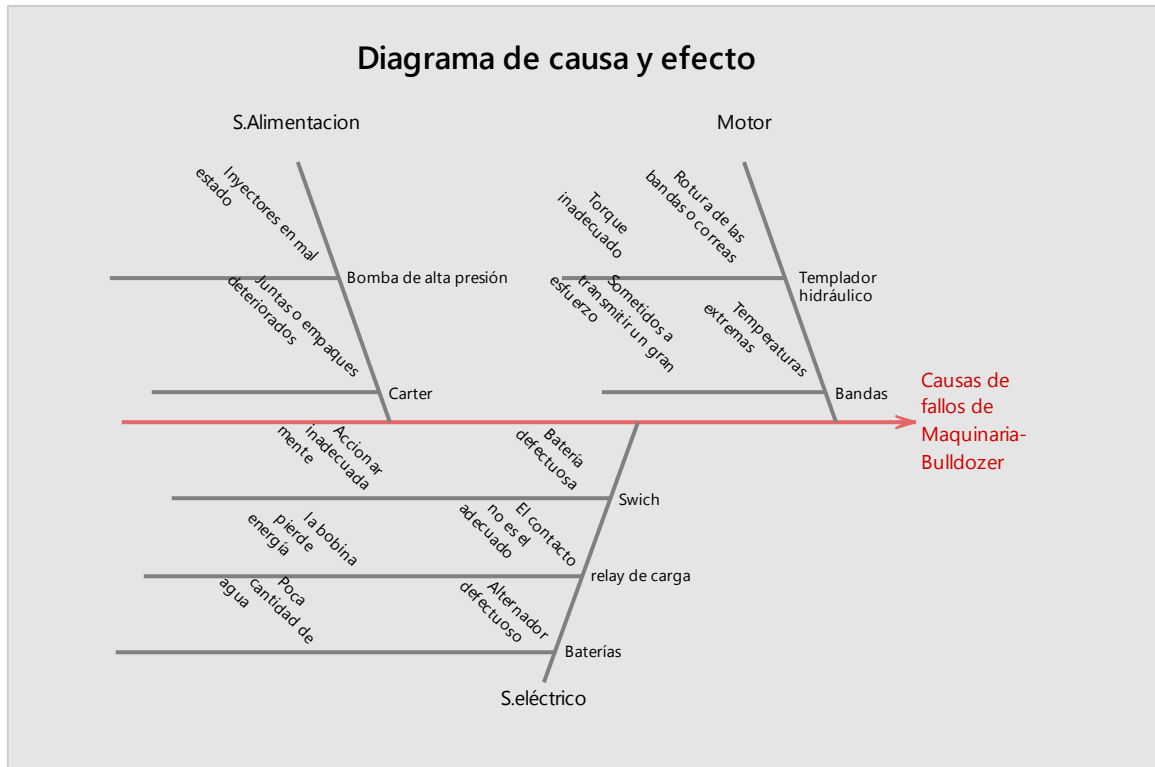 Diagrama de causa y efecto
S.Alimentacion
Motor
Inyectores en mal
estado
Bomba de alta presión
Juntas o empaques
deteriorados
Carter
Torque
inadecuado
Rotura de las
bandas o correas
Templador
hidráulico
Sometidos a
transmitir un gran
esfuerzo
Temperaturas
extremas
Bandas
Causas de
fallos de
Maquinaria-
Bulldozer
Accionar
inadecuada
mente
Batería
defectuosa
Swich
la bobina
pierde
energía
El contacto
no es el
adecuado
relay de carga
Poca
cantidad de
agua
Alternador
defectuoso
Baterías
S.eléctrico